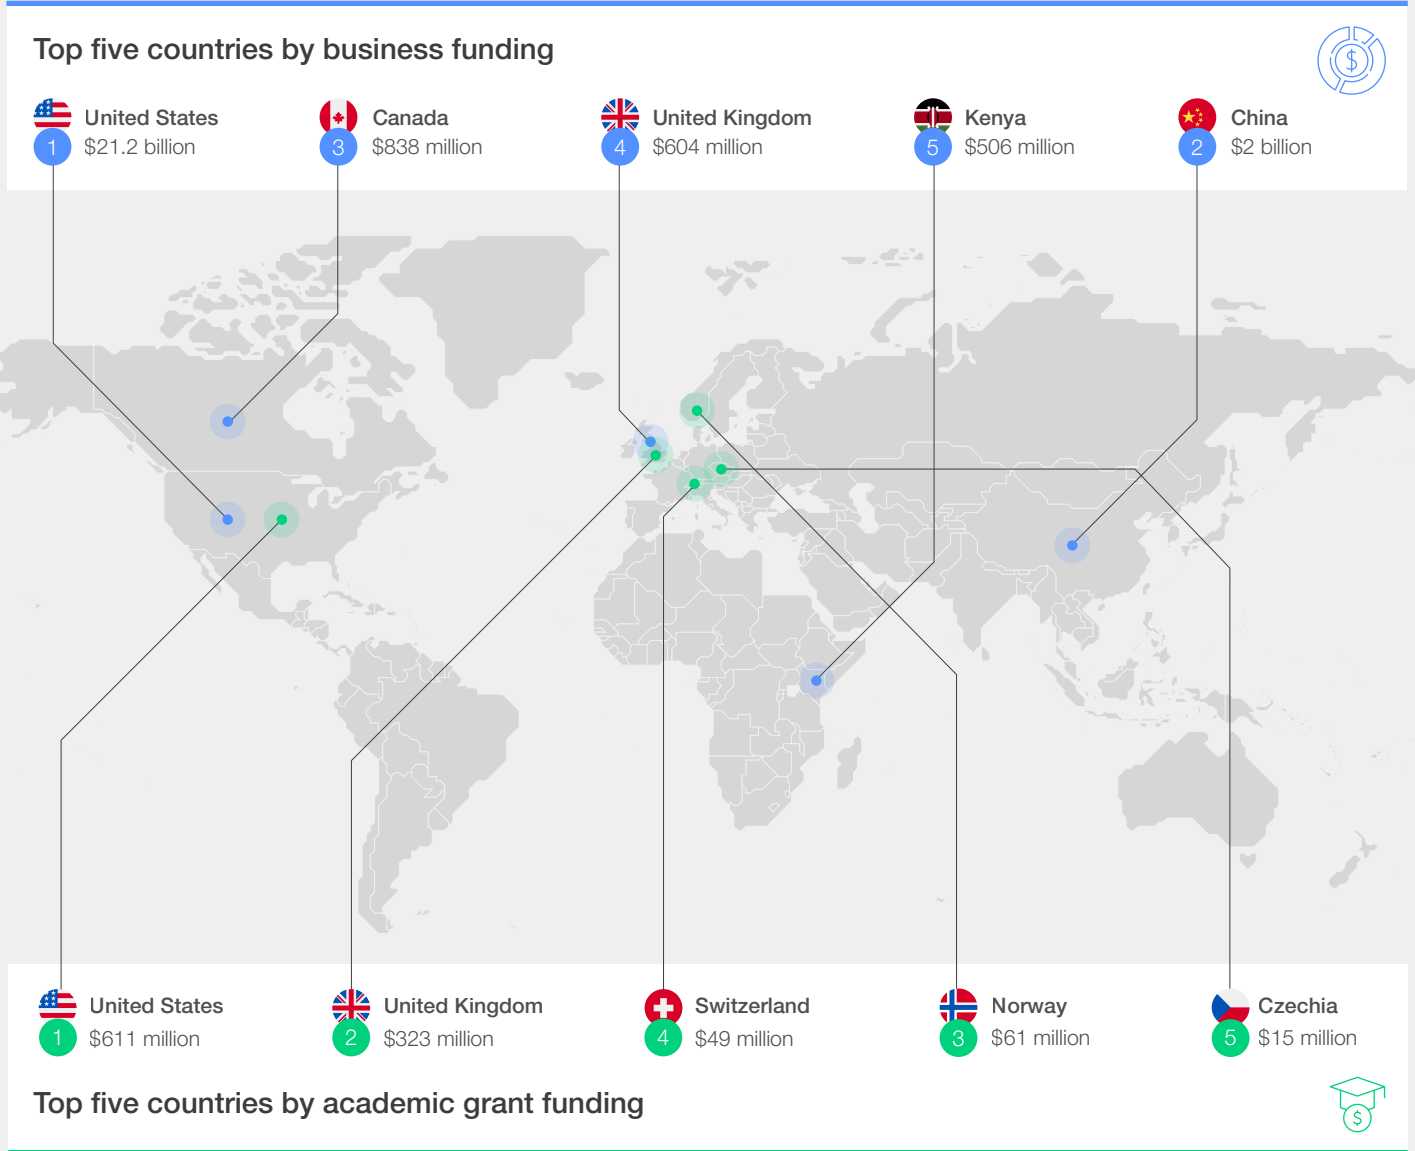 Top five countries by business funding
$
United States
1
$21.2 billion
Canada
3
$838 million
United Kingdom
4
$604 million
Kenya
5
$506 million
China
2
$2 billion
United States
1
$611 million
United Kingdom
2
$323 million
Switzerland
4
$49 million
Norway
3
$61 million
Czechia
5
$15 million
Top five countries by academic grant funding
$